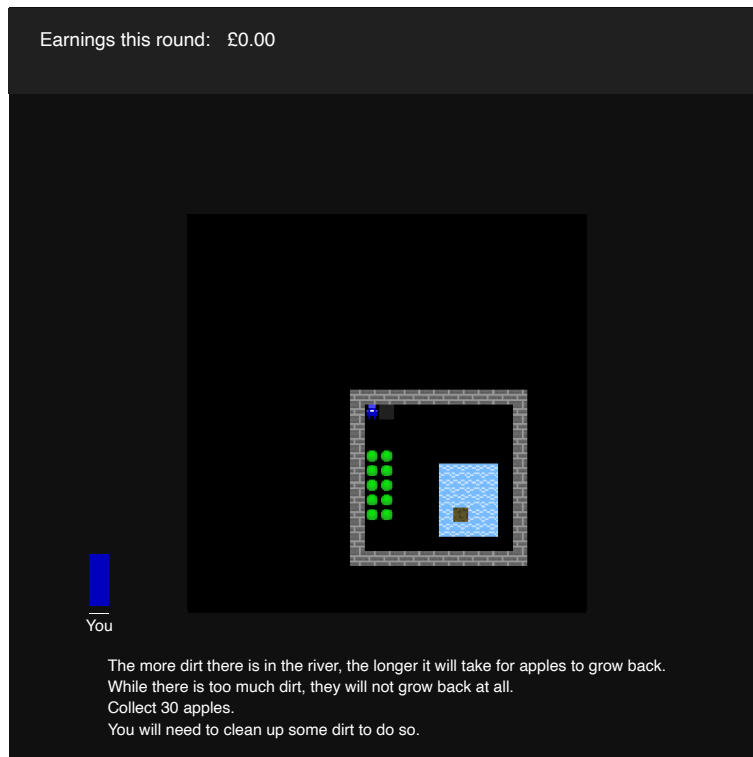 Earnings this round: £0.00
You
The more dirt there is in the river, the longer it will take for apples to grow back.
While there is too much dirt, they will not grow back at all.
Collect 30 apples.
You will need to clean up some dirt to do so.